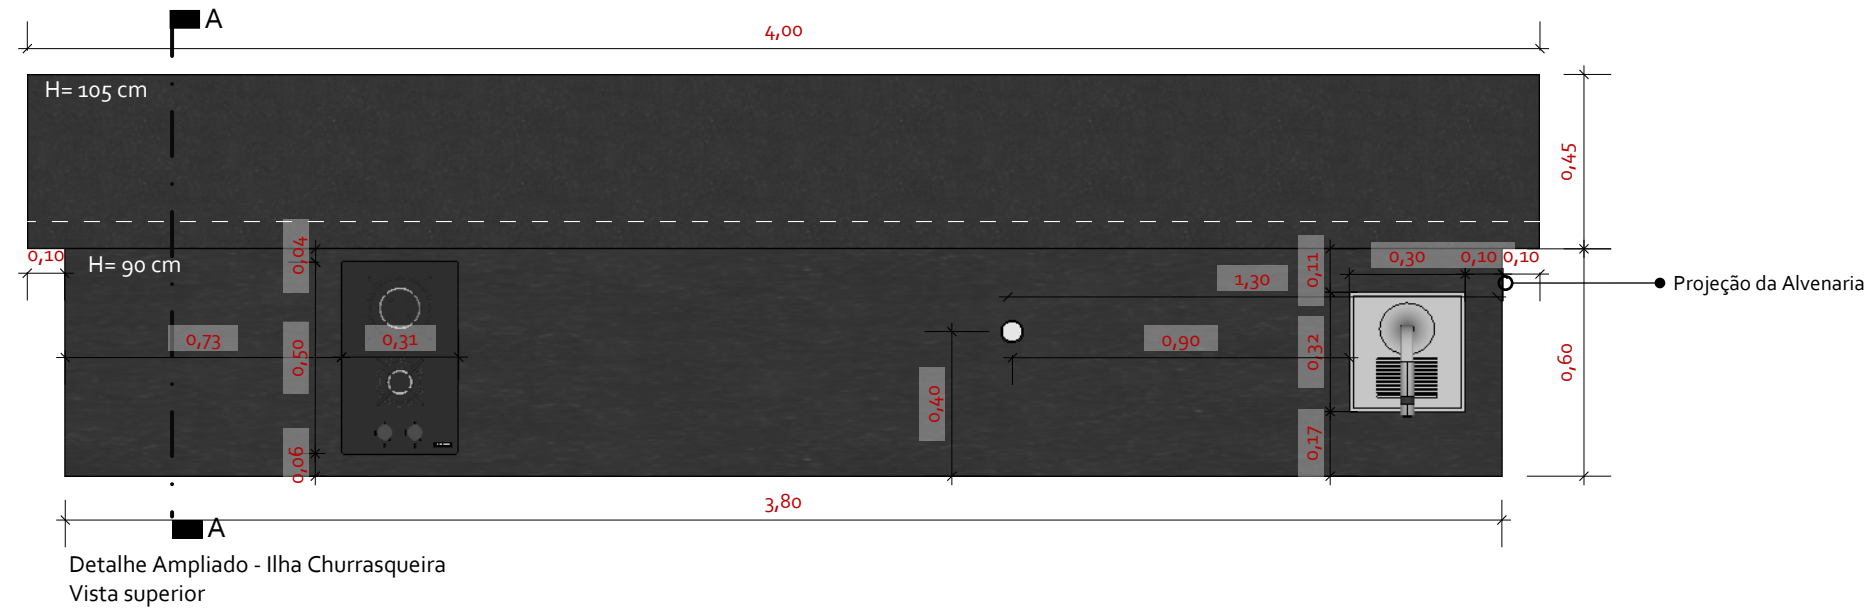 A
4,00
H= 105 cm
0,45
0,10
H= 90 cm
0,04
0,11
0,30
0,10
0,10
1,30
Projeção da Alvenaria
0,73
0,50
0,31
0,90
0,32
0,60
0,40
0,06
0,17
3,80
A
Detalhe Ampliado - Ilha Churrasqueira
Vista superior